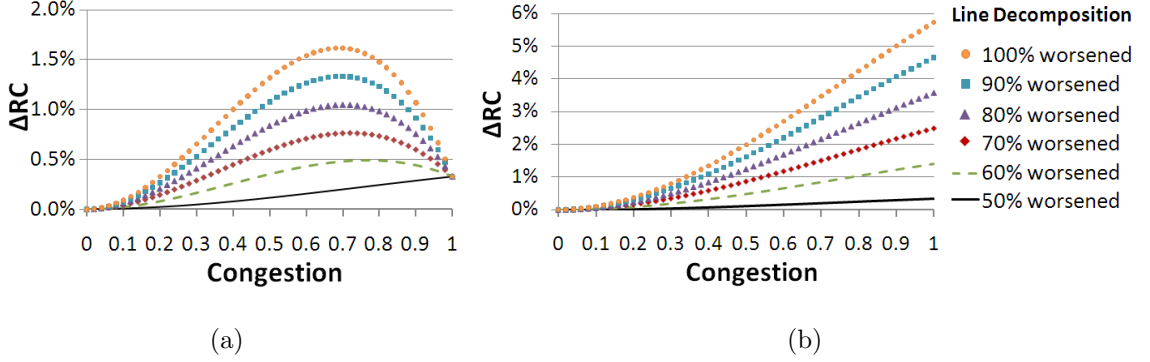 2.0%
1.5%
1.0%
0.5%
0.0%
ΔRC
0 0.1 0.2 0.3 0.4 0.5 0.6 0.7 0.8 0.9 1
Congestion
(a)
6%
5%
4%
3%
2%
1%
0%
ΔRC
0 0.1 0.2 0.3 0.4 0.5 0.6 0.7 0.8 0.9 1
Congestion
(b)
Line Decomposition
100% worsened
90% worsened
80% worsened
70% worsened
60% worsened
50% worsened